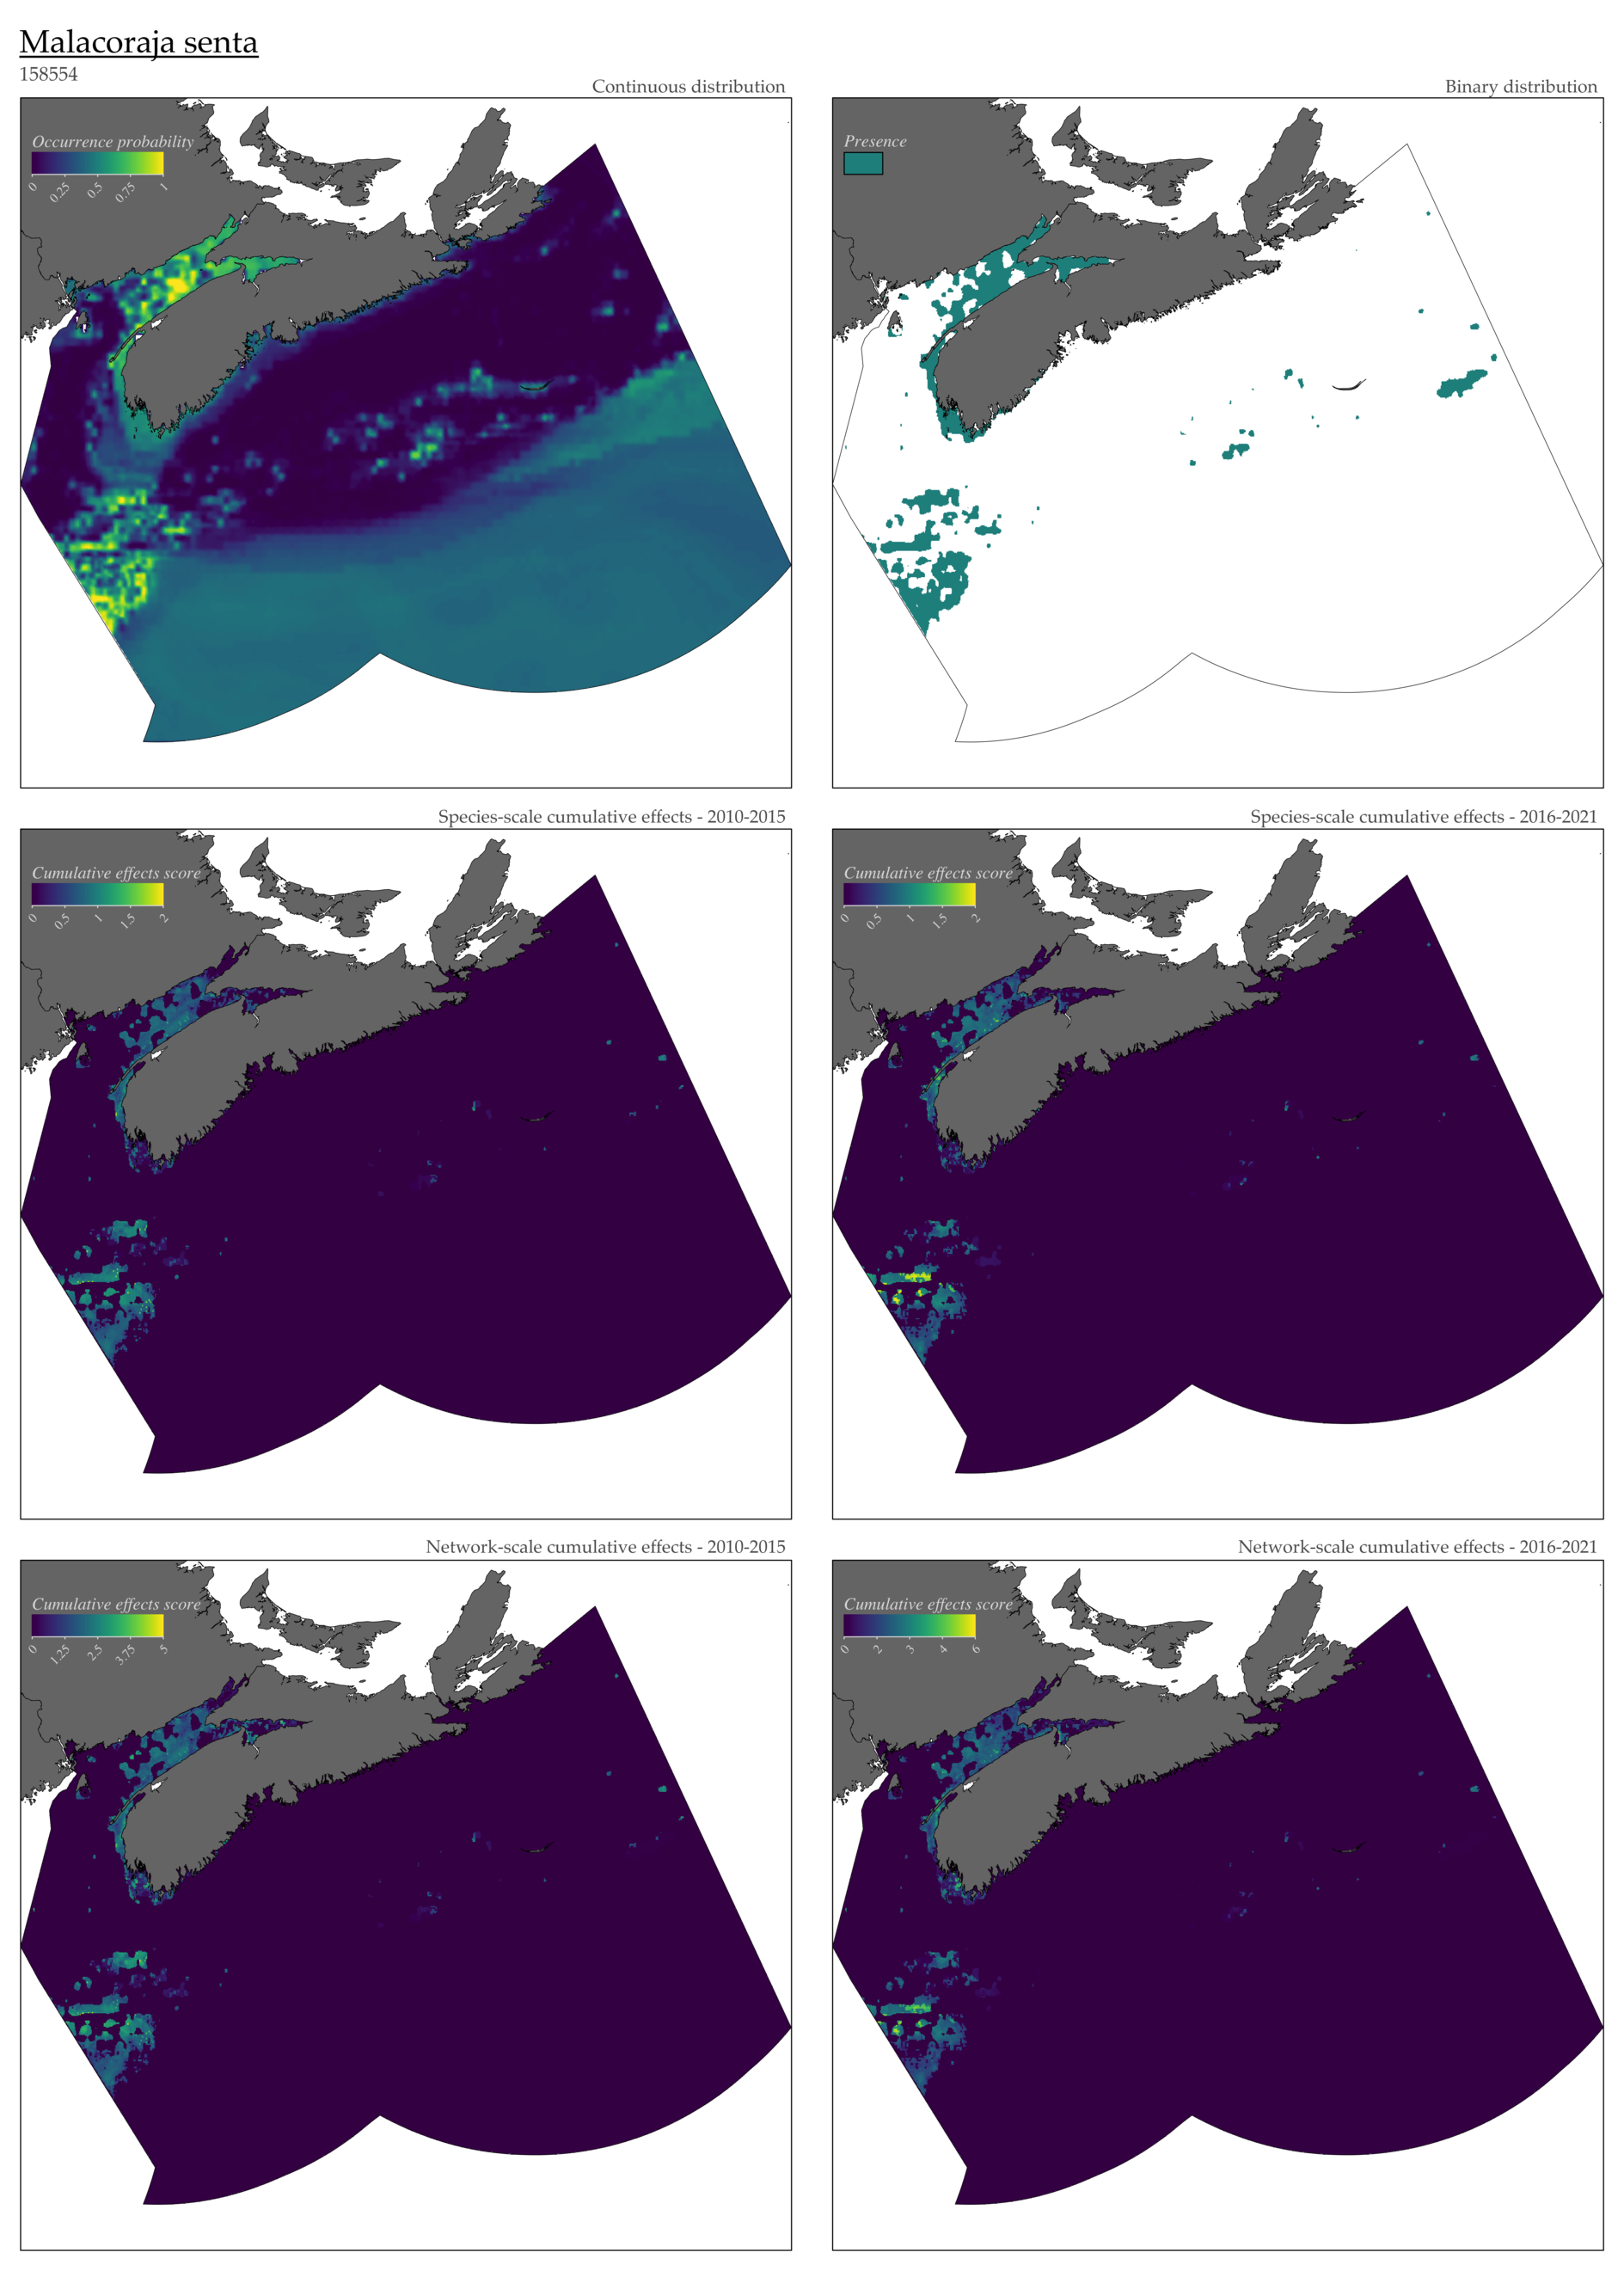 Malacoraja senta
158554
Continuous distribution
Occurrence probability
0 0.25 0.5 0.75 1
Binary distribution
Presence
Species-scale cumulative effects - 2010-2015
Cumulative effects score
0 0.5 1 1.5 2
Species-scale cumulative effects - 2016-2021
Cumulative effects score
0 0.5 1 1.5 2
Network-scale cumulative effects - 2010-2015
Cumulative effects score
0 1.25 2.5 3.75 5
Network-scale cumulative effects - 2016-2021
Cumulative effects score
0 2 3 4 6